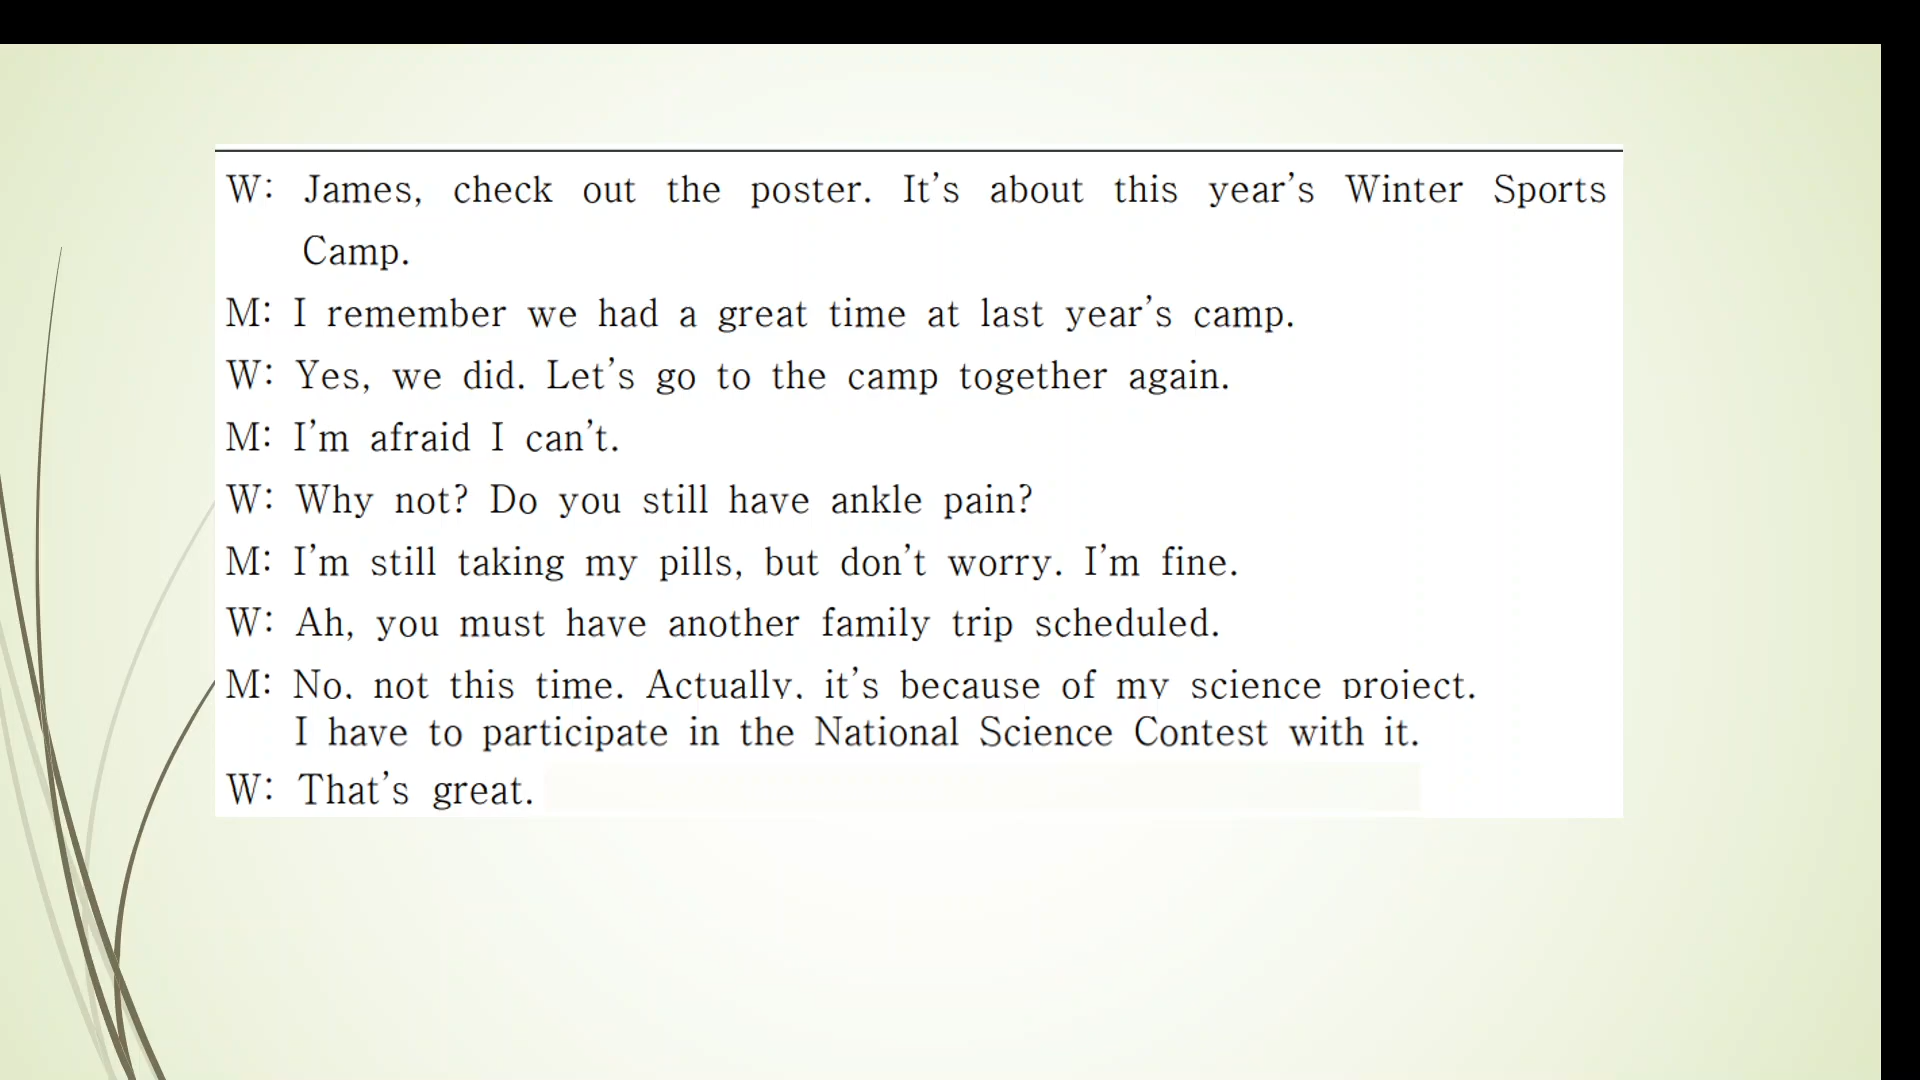 W: James, check out the poster. It's about this year's Winter Sports
Camp.
M: I remember we had a great time at last year's camp.
W: Yes, we did. Let's go to the camp together again.
M: I'm afraid I can't.
W: Why not? Do you still have ankle pain?
M: I'm still taking my pills, but don't worry. I'm fine.
W: Ah, you must have another family trip scheduled.
M: No, not this time. Actually, it's because of my science project.
I have to participate in the National Science Contest with it.
W: That's great.